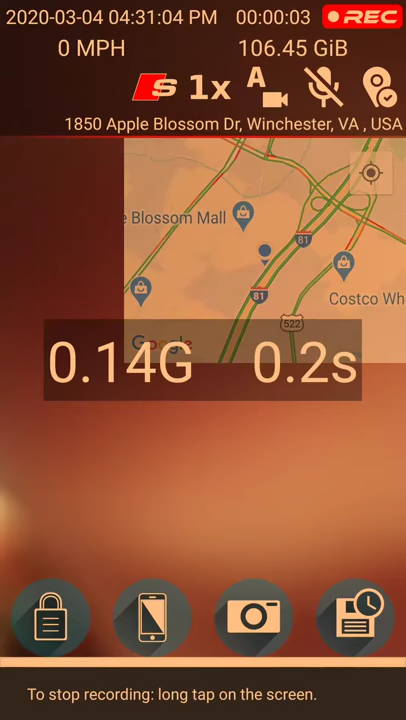 2020-03-04 04:31:04 PM 00:00:03 REC
0 MPH 106.45 GiB
S 1x A
1850 Apple Blossom Dr, Winchester, VA , USA
e Blossom Mall
81
81
Costco Wh
522
Google
0.14G 0.2s
To stop recording: long tap on the screen.